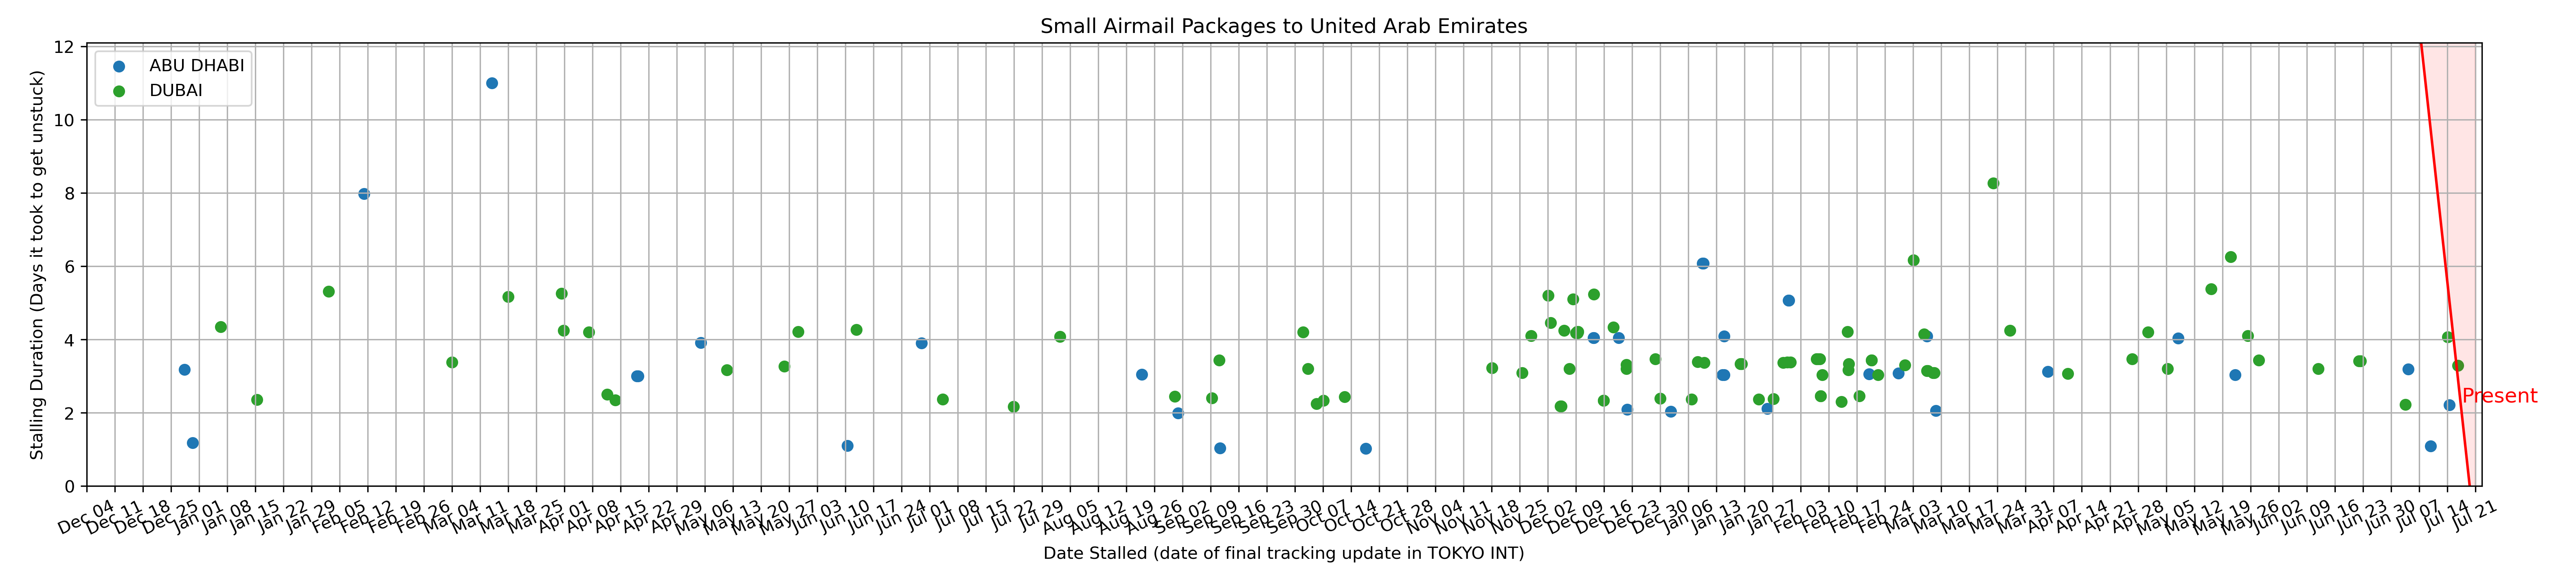 Small Airmail Packages to United Arab Emirates
ABU DHABI
DUBAI
Stalling Duration (Days it took to get unstuck)
12
10
8
6
4
2
0
Present
Dec 04 Dec 11 Dec 18 Dec 25 Jan 01 Jan 08 Jan 15 Jan 22 Jan 29 Feb 05 Feb 12 Feb 19 Feb 26 Mar 04 Mar 11 Mar 18 Mar 25 Apr 01 Apr 08 Apr 15 Apr 22 Apr 29 May 06 May 13 May 20 May 27 Jun 03 Jun 10 Jun 17 Jun 24 Jul 01 Jul 08 Jul 15 Jul 22 Jul 29 Aug 05 Aug 12 Aug 19 Aug 26 Sep 02 Sep 09 Sep 16 Sep 23 Sep 30 Oct 07 Oct 14 Oct 21 Oct 28 Nov 04 Nov 11 Nov 18 Nov 25 Dec 02 Dec 09 Dec 16 Dec 23 Dec 30 Jan 06 Jan 13 Jan 20 Jan 27 Feb 03 Feb 10 Feb 17 Feb 24 Mar 03 Mar 10 Mar 17 Mar 24 Mar 31 Apr 07 Apr 14 Apr 21 Apr 28 May 05 May 12 May 19 May 26 Jun 02 Jun 09 Jun 16 Jun 23 Jun 30 Jul 07 Jul 14 Jul 21
Date Stalled (date of final tracking update in TOKYO INT)